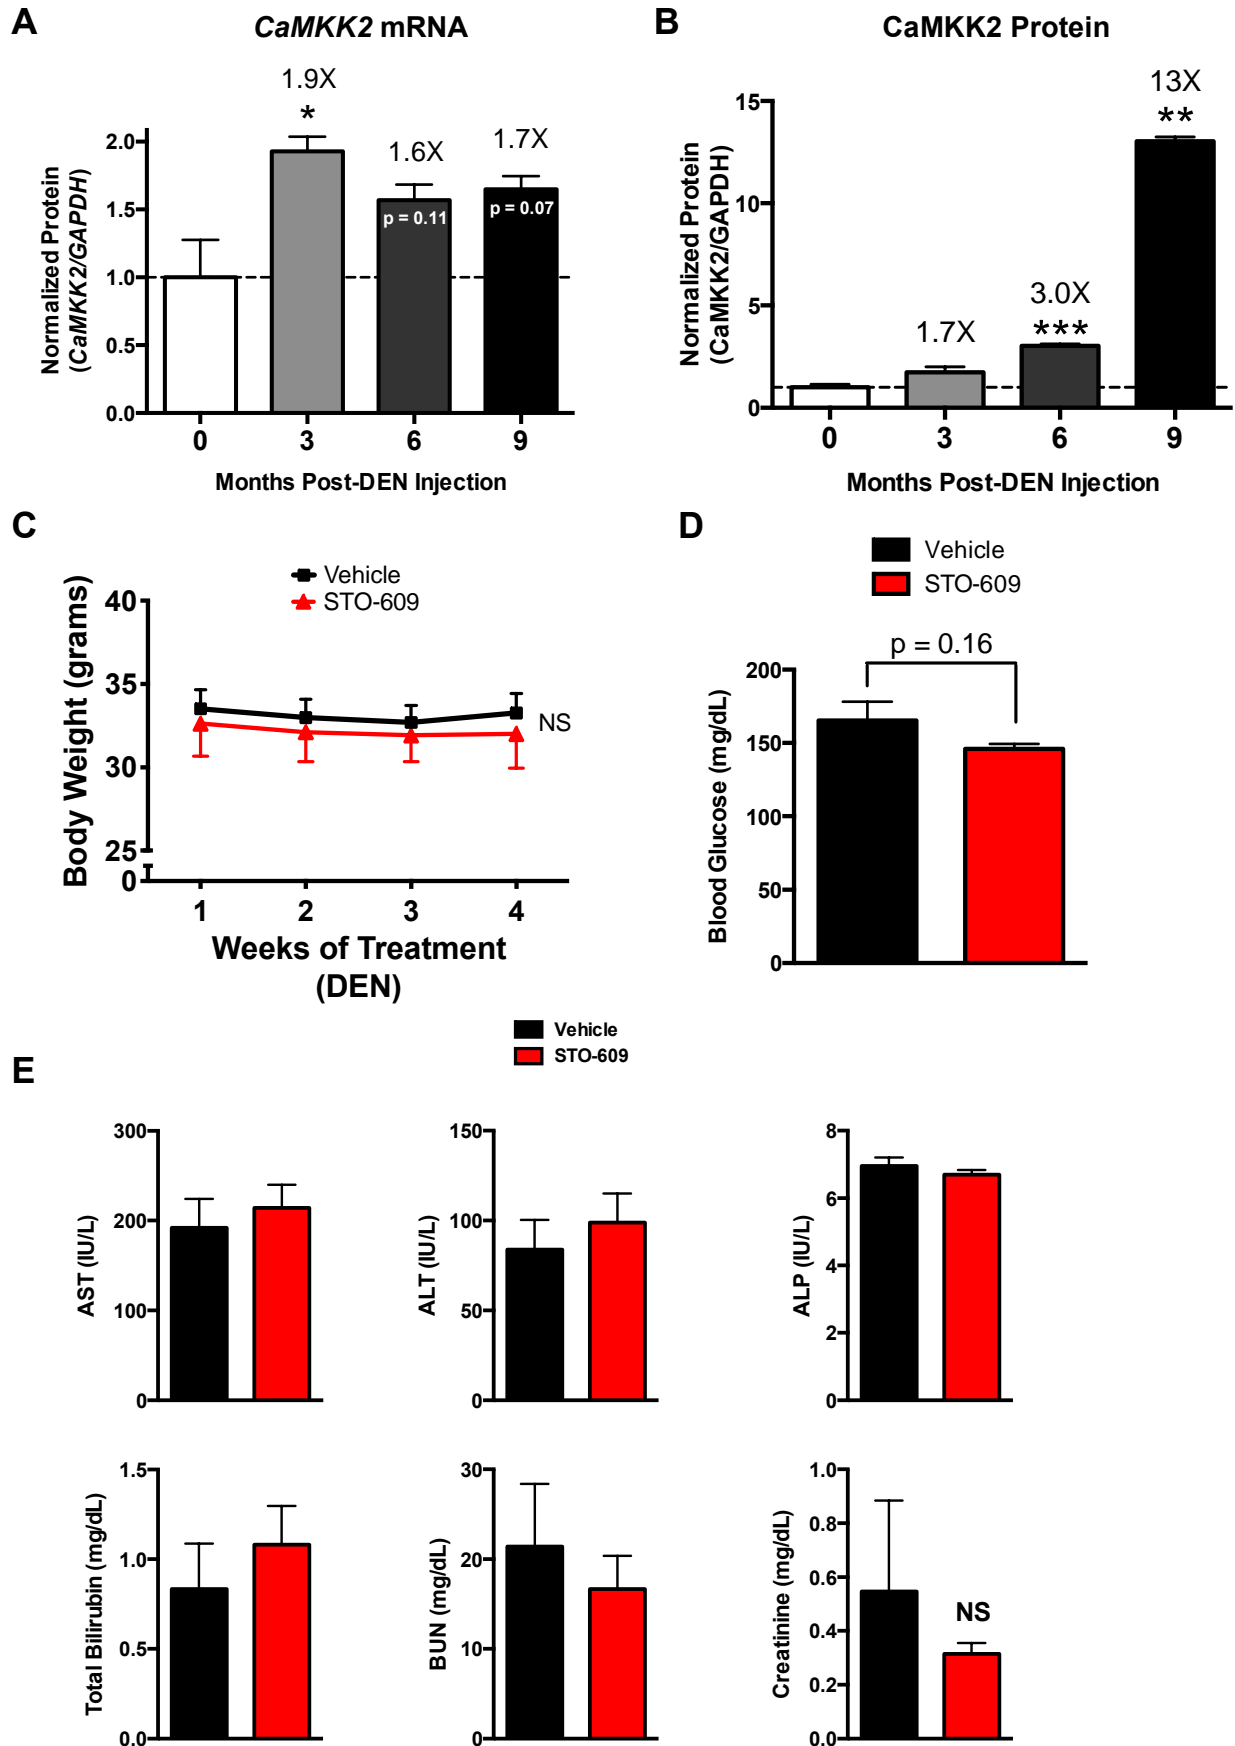 A
CaMKK2 mRNA
1.9X
*
1.6X
1.7X
p = 0.11
p = 0.07
Normalized Protein
(CaMKK2/GAPDH)
2.0
1.5
1.0
0.5
0.0
0 3 6 9
Months Post-DEN Injection
B
CaMKK2 Protein
13X
**
3.0X
***
1.7X
Normalized Protein
(CaMKK2/GAPDH)
15
10
5
0
0 3 6 9
Months Post-DEN Injection
C
Vehicle
STO-609
Body Weight (grams)
40
35
30
25
0
NS
1 2 3 4
Weeks of Treatment
(DEN)
D
Vehicle
STO-609
p = 0.16
Blood Glucose (mg/dL)
200
150
100
50
0
E
Vehicle
STO-609
AST (IU/L)
300
200
100
0
ALT (IU/L)
150
100
50
0
ALP (IU/L)
8
6
4
2
0
Total Bilirubin (mg/dL)
1.5
1.0
0.5
0.0
BUN (mg/dL)
30
20
10
0
Creatinine (mg/dL)
1.0
0.8
0.6
0.4
0.2
0.0
NS